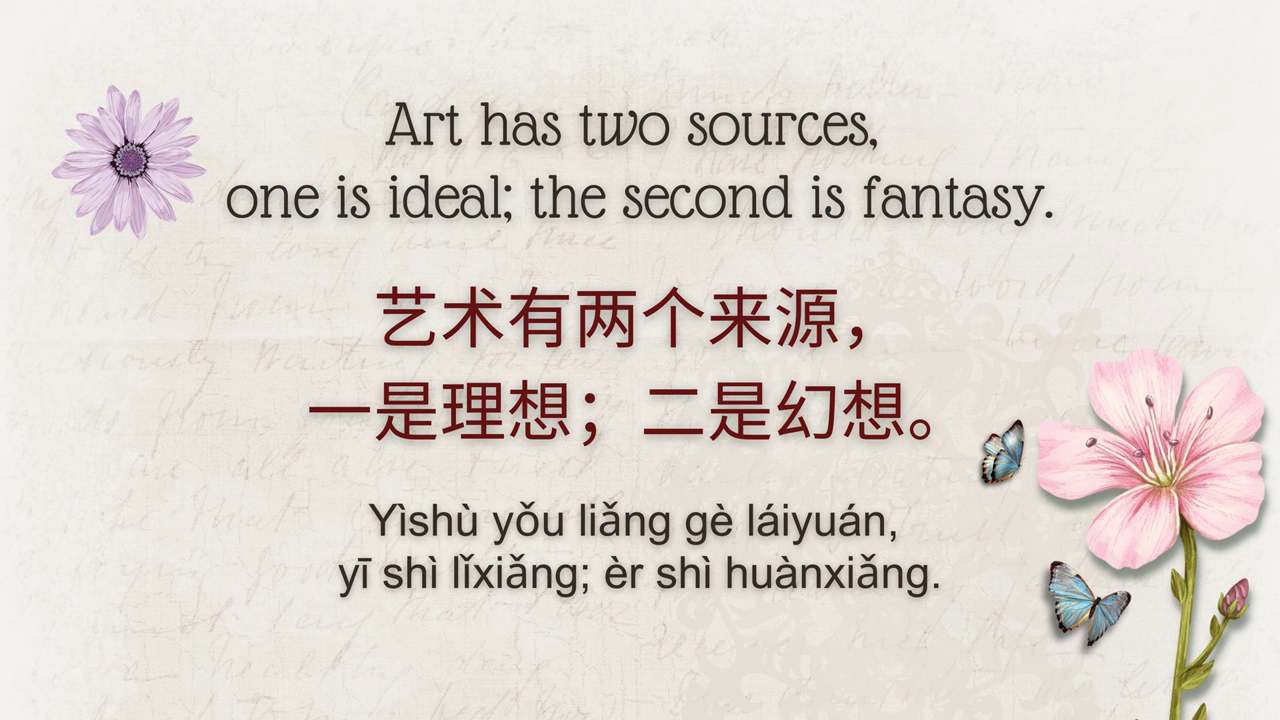 Art has two sources,
one is ideal; the second is fantasy.
艺术有两个来源，
一是理想；二是幻想。
Yìshù yǒu liǎng gè láiyuán,
yī shì lǐxiǎng; èr shì huànxiǎng.